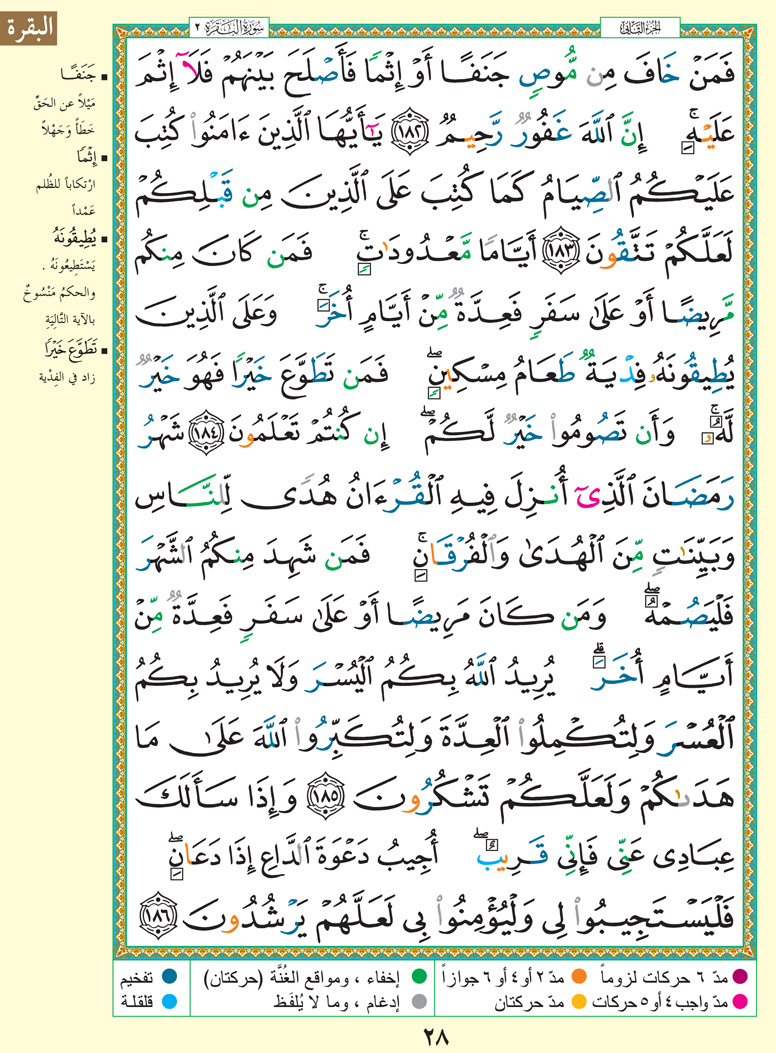 البقرة
سُورَةُ البَقَرَةِ ٢
الجزء الثاني
فَمَنْ خَافَ مِن مُّوصٍ جَنَفًا أَوْ إِثْمًا فَأَصْلَحَ بَيْنَهُمْ فَلَآ إِثْمَ
عَلَيْهِ ۚ إِنَّ ٱللَّهَ غَفُورٌ رَّحِيمٌ ١٨٢ يَـٰٓأَيُّهَا ٱلَّذِينَ ءَامَنُوا۟ كُتِبَ
عَلَيْكُمُ ٱلصِّيَامُ كَمَا كُتِبَ عَلَى ٱلَّذِينَ مِن قَبْلِكُمْ
لَعَلَّكُمْ تَتَّقُونَ ١٨٣ أَيَّامًا مَّعْدُودَٰتٍ ۚ فَمَن كَانَ مِنكُم
مَّرِيضًا أَوْ عَلَىٰ سَفَرٍ فَعِدَّةٌ مِّنْ أَيَّامٍ أُخَرَ ۚ وَعَلَى ٱلَّذِينَ
يُطِيقُونَهُۥ فِدْيَةٌ طَعَامُ مِسْكِينٍ ۖ فَمَن تَطَوَّعَ خَيْرًا فَهُوَ خَيْرٌ
لَّهُۥ ۚ وَأَن تَصُومُوا۟ خَيْرٌ لَّكُمْ ۖ إِن كُنتُمْ تَعْلَمُونَ ١٨٤ شَهْرُ
رَمَضَانَ ٱلَّذِىٓ أُنزِلَ فِيهِ ٱلْقُرْءَانُ هُدًى لِّلنَّاسِ
وَبَيِّنَـٰتٍ مِّنَ ٱلْهُدَىٰ وَٱلْفُرْقَانِ ۚ فَمَن شَهِدَ مِنكُمُ ٱلشَّهْرَ
فَلْيَصُمْهُ ۖ وَمَن كَانَ مَرِيضًا أَوْ عَلَىٰ سَفَرٍ فَعِدَّةٌ مِّنْ
أَيَّامٍ أُخَرَ ۗ يُرِيدُ ٱللَّهُ بِكُمُ ٱلْيُسْرَ وَلَا يُرِيدُ بِكُمُ
ٱلْعُسْرَ وَلِتُكْمِلُوا۟ ٱلْعِدَّةَ وَلِتُكَبِّرُوا۟ ٱللَّهَ عَلَىٰ مَا
هَدَىٰكُمْ وَلَعَلَّكُمْ تَشْكُرُونَ ١٨٥ وَإِذَا سَأَلَكَ
عِبَادِى عَنِّى فَإِنِّى قَرِيبٌ ۖ أُجِيبُ دَعْوَةَ ٱلدَّاعِ إِذَا دَعَانِ ۖ
فَلْيَسْتَجِيبُوا۟ لِى وَلْيُؤْمِنُوا۟ بِى لَعَلَّهُمْ يَرْشُدُونَ ١٨٦
جَنَفًا
مَيْلاً عن الحَقِّ
خَطَأً وَجَهْلاً
إِثْمًا
ارْتكاباً للظُلم
عَمْداً
يُطِيقُونَهُ
يَسْتَطِيعُونَهُ .
والحكمُ مَنْسُوخٌ
بالآية التَّاليَةِ
تَطَوَّعَ خَيْرًا
زاد في الفِدْية
مدّ ٦ حركات لزوماً
مدّ ٢ أو ٤ أو ٦ جوازاً
إخفاء ، ومواقع الغُنَّة (حركتان)
تفخيم
مدّ واجب ٤ أو ٥ حركات
مدّ حركتان
إدغام ، وما لا يُلفَظ
قلقلة
٢٨